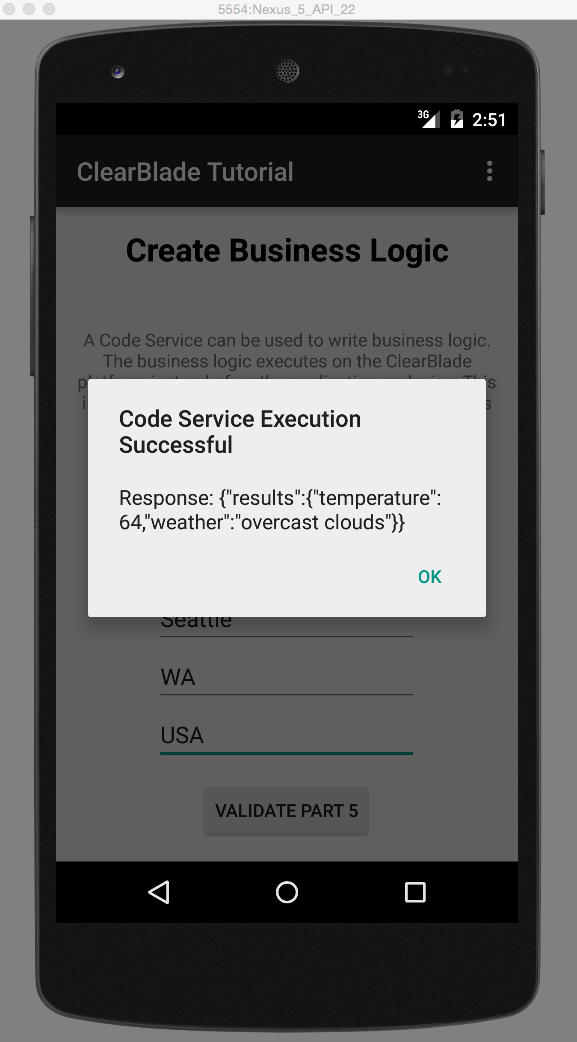 5554:Nexus_5_API_22
3G 2:51
ClearBlade Tutorial
Create Business Logic
A Code Service can be used to write business logic.
The business logic executes on the ClearBlade
This
Code Service Execution
Successful
Response: {"results":{"temperature":
64,"weather":"overcast clouds"}}
OK
Seattle
WA
USA
VALIDATE PART 5